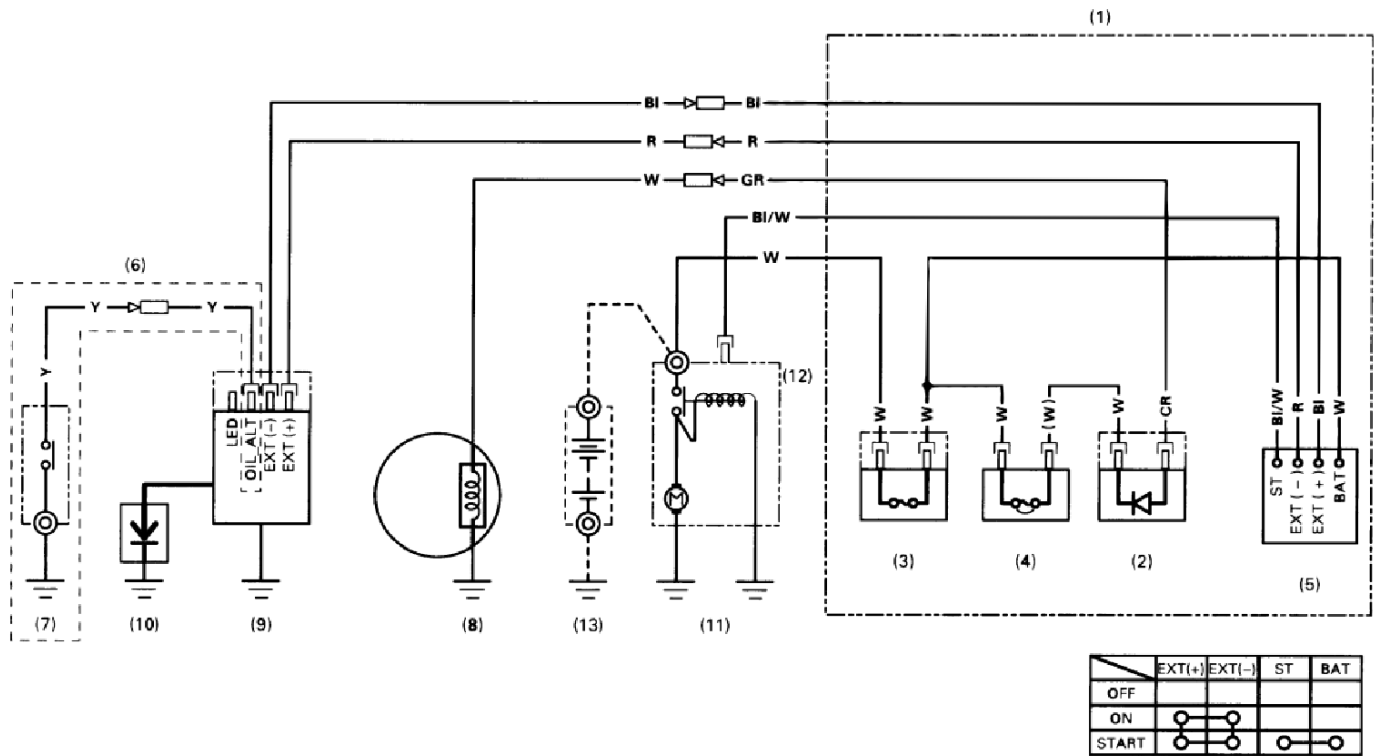 (1)
Bl Bl
R R
W GR
Bl/W
W
(6)
Y Y
Y
(12)
LED
OIL ALT
EXT (−)
EXT (+)
W
W
W
(W)
W
GR
Bl/W
R
Bl
W
ST
EXT (−)
EXT (+)
BAT
M
(3) (4) (2)
(5)
(7) (10) (9) (8) (13) (11)
EXT(+) EXT(−) ST BAT
OFF
ON
START